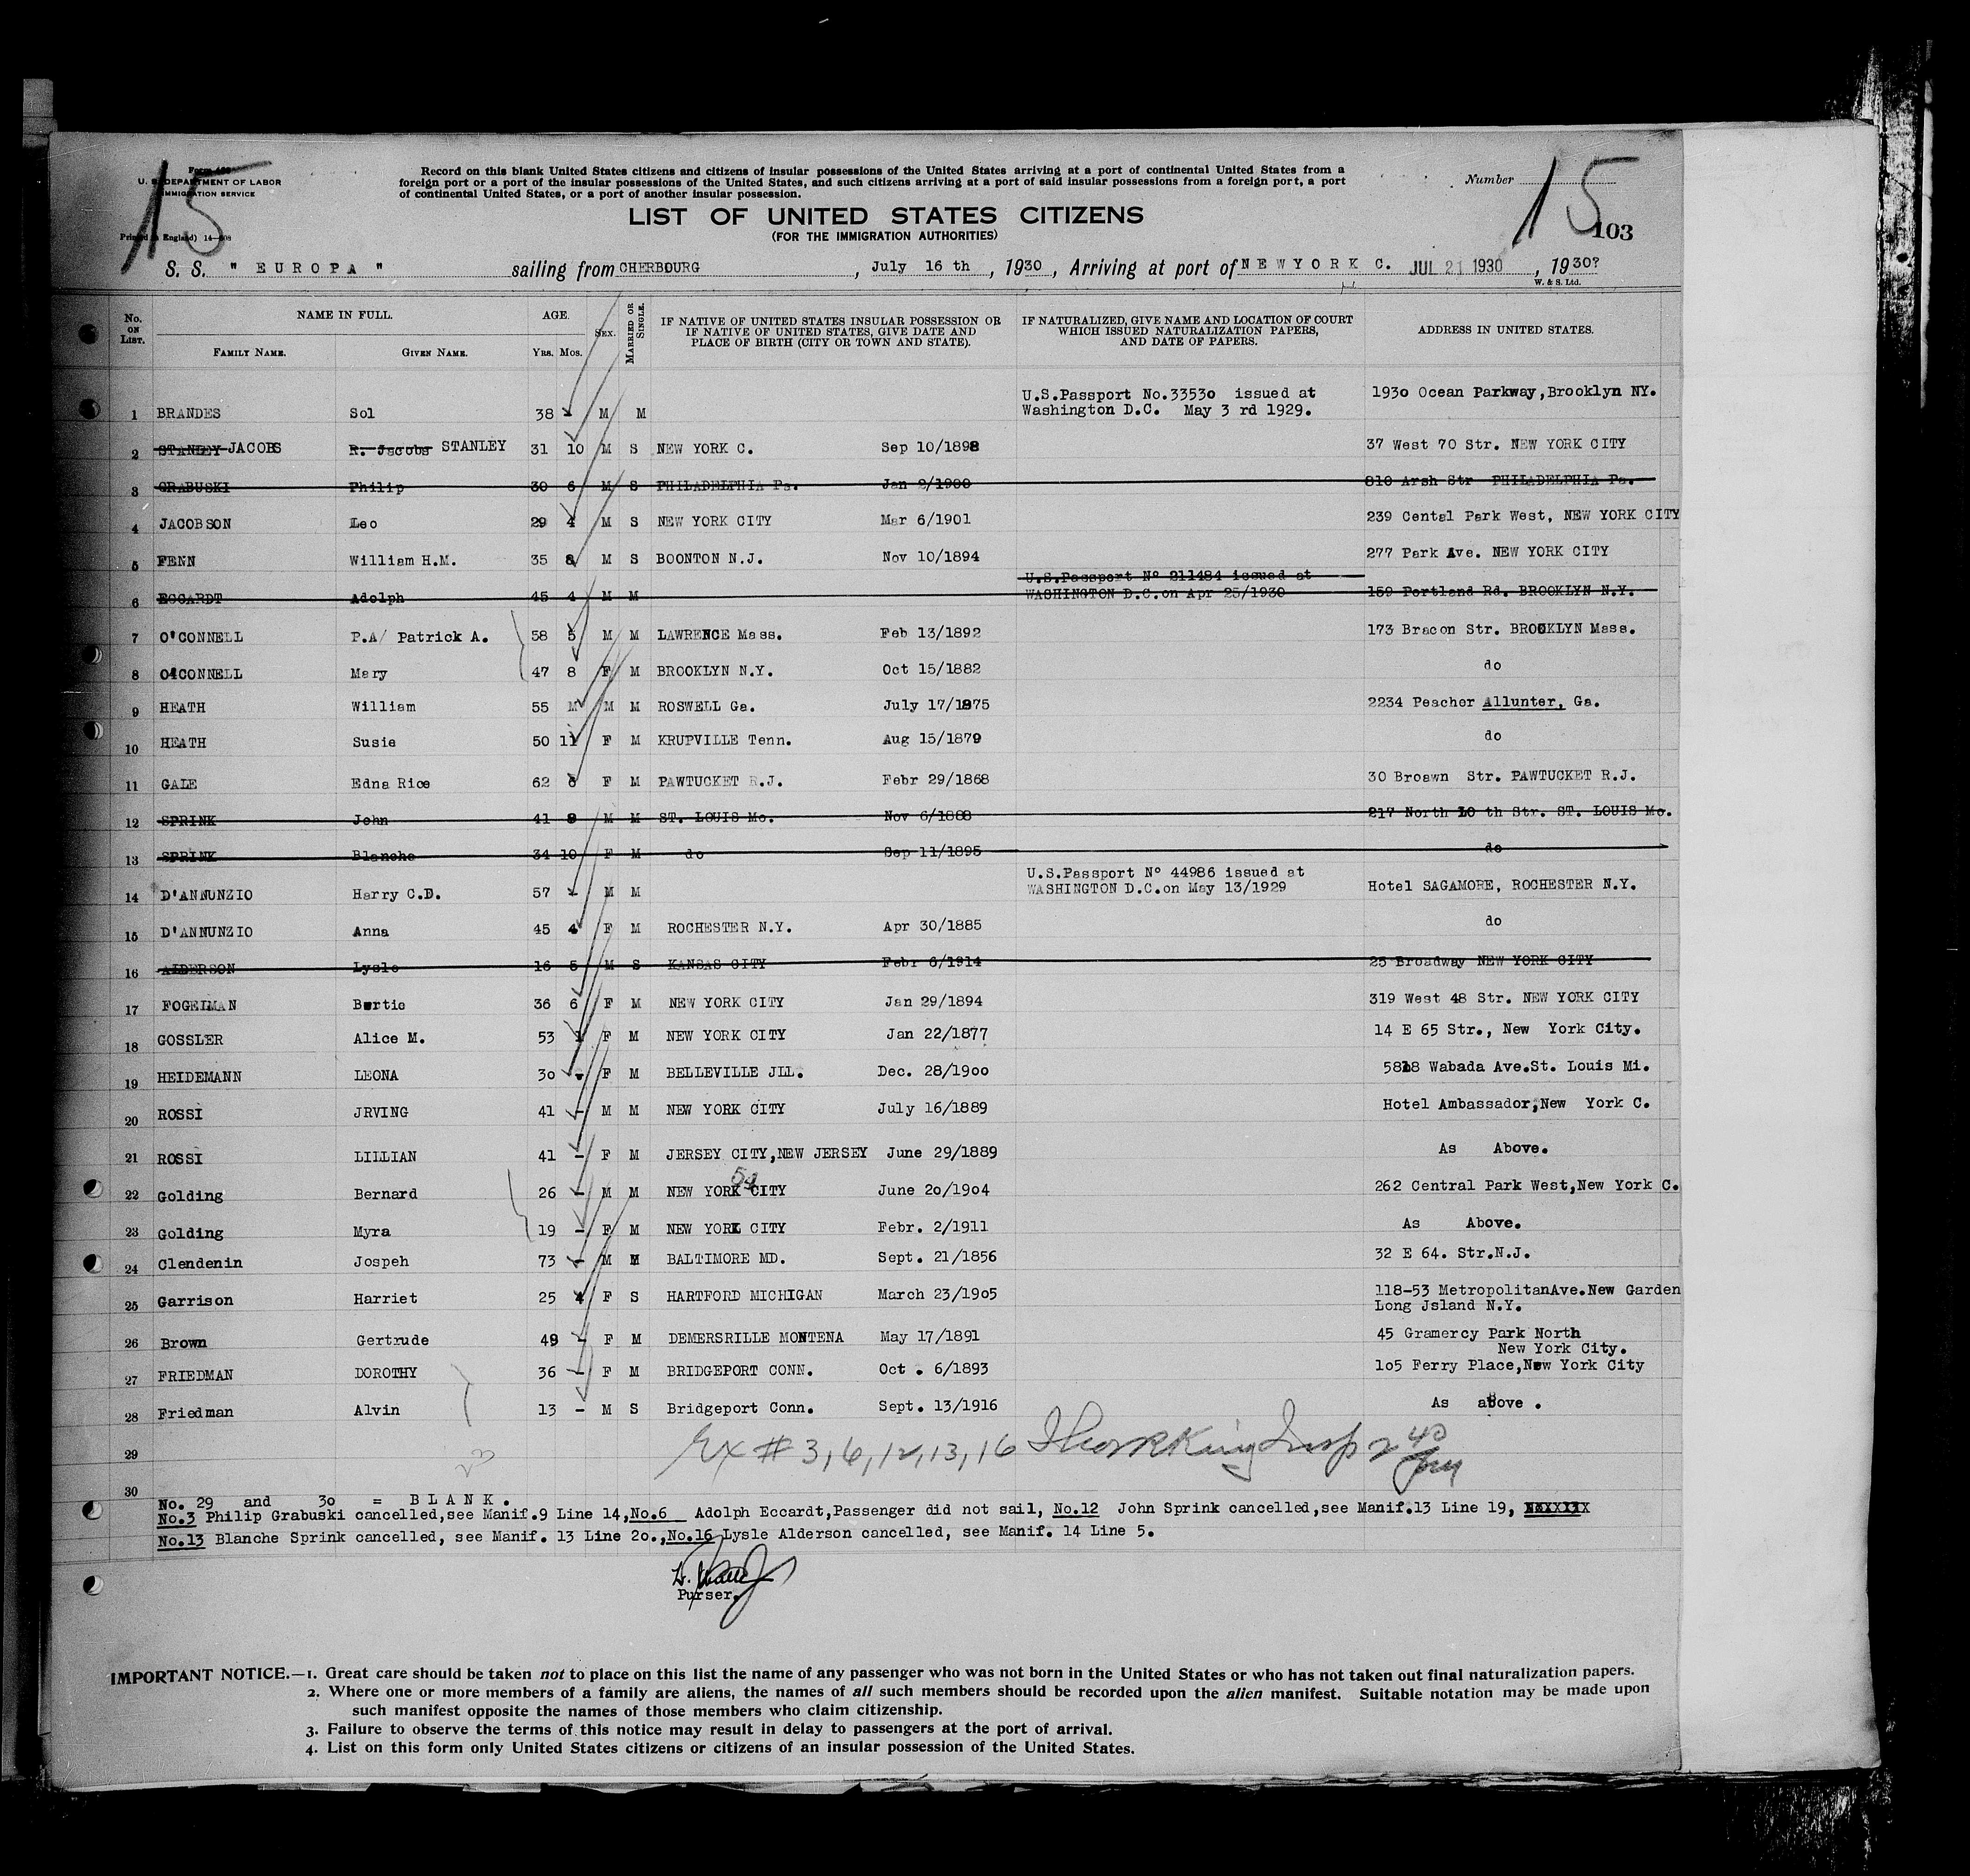 15
Form 630
U. S. DEPARTMENT OF LABOR
IMMIGRATION SERVICE
Printed in England) 14—808
Record on this blank United States citizens and citizens of insular possessions of the United States arriving at a port of continental United States from a
foreign port or a port of the insular possessions of the United States, and such citizens arriving at a port of said insular possessions from a foreign port, a port
of continental United States, or a port of another insular possession.
LIST OF UNITED STATES CITIZENS
(FOR THE IMMIGRATION AUTHORITIES)
Number 15
103
S. S. " EUROPA " sailing from CHERBOURG, July 16 th, 1930, Arriving at port of NEWYORK C. JUL 21 1930, 1930?
W. & S. Ltd.
No. ON LIST. NAME IN FULL. FAMILY NAME. GIVEN NAME. AGE. YRS. MOS. SEX. MARRIED OR SINGLE. IF NATIVE OF UNITED STATES INSULAR POSSESSION OR IF NATIVE OF UNITED STATES, GIVE DATE AND PLACE OF BIRTH (CITY OR TOWN AND STATE). IF NATURALIZED, GIVE NAME AND LOCATION OF COURT WHICH ISSUED NATURALIZATION PAPERS, AND DATE OF PAPERS. ADDRESS IN UNITED STATES.
1 BRANDES Sol 38 - M M U.S.Passport No.33530 issued at Washington D.C. May 3 rd 1929. 1930 Ocean Parkway,Brooklyn NY.
2 STANLEY JACOBS R. Jacobs STANLEY 31 10 M S NEW YORK C. Sep 10/1898 37 West 70 Str. NEW YORK CITY
3 GRABUSKI Philip 30 6 M S PHILADELPHIA Pa. Jan 2/1900 810 Arsh Str PHILADELPHIA Pa.
4 JACOBSON Leo 29 4 M S NEW YORK CITY Mar 6/1901 239 Cental Park West, NEW YORK CITY
5 FENN William H.M. 35 8 M S BOONTON N.J. Nov 10/1894 277 Park Ave. NEW YORK CITY
6 ECCARDT Adolph 45 4 M M U.S.Passport Nº 211484 issued at WASHINGTON D.C.on Apr 25/1930 159 Portland Rd. BROOKLYN N.Y.
7 O'CONNELL P.A/ Patrick A. 58 5 M M LAWRENCE Mass. Feb 13/1892 173 Bracon Str. BROOKLYN Mass.
8 O'CONNELL Mary 47 8 F M BROOKLYN N.Y. Oct 15/1882 do
9 HEATH William 55 M M M ROSWELL Ga. July 17/1875 2234 Peacher Allunter, Ga.
10 HEATH Susie 50 11 F M KRUPVILLE Tenn. Aug 15/1879 do
11 GALE Edna Rice 62 6 F M PAWTUCKET R.J. Febr 29/1868 30 Broawn Str. PAWTUCKET R.J.
12 SPRINK John 41 8 M M ST. LOUIS Mo. Nov 6/1888 217 North 10 th Str. ST. LOUIS Mo.
13 SPRINK Blanche 34 10 F M do Sep 11/1895 do
14 D'ANNUNZIO Harry C.D. 57 - M M U.S.Passport Nº 44986 issued at WASHINGTON D.C.on May 13/1929 Hotel SAGAMORE, ROCHESTER N.Y.
15 D'ANNUNZIO Anna 45 4 F M ROCHESTER N.Y. Apr 30/1885 do
16 ALDERSON Lysle 16 5 M S KANSAS CITY Febr 6/1914 25 Broadway NEW YORK CITY
17 FOGELMAN Bertie 36 6 F M NEW YORK CITY Jan 29/1894 319 West 48 Str. NEW YORK CITY
18 GOSSLER Alice M. 53 F M NEW YORK CITY Jan 22/1877 14 E 65 Str., New York City.
19 HEIDEMANN LEONA 30 - F M BELLEVILLE JLL. Dec. 28/1900 Wabada Ave.St. Louis Mi.
20 ROSSI JRVING 41 - M M NEW YORK CITY July 16/1889 Hotel Ambassador,New York C.
21 ROSSI LILLIAN 41 - F M JERSEY CITY,NEW JERSEY June 29/1889 As Above.
22 Golding Bernard 26 - M M NEW YORK CITY June 20/1904 262 Central Park West,New York C.
23 Golding Myra 19 - F M NEW YORK CITY Febr. 2/1911 As Above.
24 Clendenin Jospeh 73 - M M BALTIMORE MD. Sept. 21/1856 32 E 64. Str.N.J.
25 Garrison Harriet 25 4 F S HARTFORD MICHIGAN March 23/1905 118-53 MetropolitanAve.New Garden Long Jsland N.Y.
26 Brown Gertrude 49 - F M DEMERSRILLE MONTENA May 17/1891 45 Gramercy Park North New York City.
27 FRIEDMAN DOROTHY 36 - F M BRIDGEPORT CONN. Oct . 6/1893 105 Ferry Place,New York City
28 Friedman Alvin 13 - M S Bridgeport Conn. Sept. 13/1916 As above .
29 Ex # 3, 6, 12, 13, 16 King Insp
30
No. 29 and 30 = BLANK.
No.3 Philip Grabuski cancelled,see Manif.9 Line 14,No.6 Adolph Eccardt,Passenger did not sail, No.12 John Sprink cancelled,see Manif.13 Line 19,
No.13 Blanche Sprink cancelled, see Manif. 13 Line 20.,No.16 Lysle Alderson cancelled, see Manif. 14 Line 5.
Purser.
IMPORTANT NOTICE.—1. Great care should be taken not to place on this list the name of any passenger who was not born in the United States or who has not taken out final naturalization papers.
2. Where one or more members of a family are aliens, the names of all such members should be recorded upon the alien manifest. Suitable notation may be made upon
such manifest opposite the names of those members who claim citizenship.
3. Failure to observe the terms of this notice may result in delay to passengers at the port of arrival.
4. List on this form only United States citizens or citizens of an insular possession of the United States.